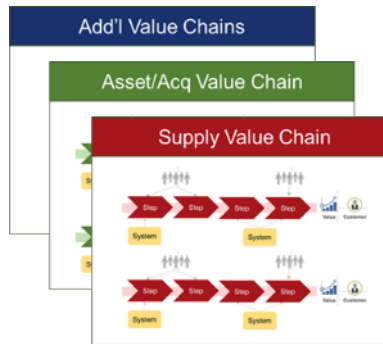 Add'l Value Chains
Asset/Acq Value Chain
Supply Value Chain
Step Step Step Step
Value Customer
System System
Step Step Step Step
Value Customer
System System